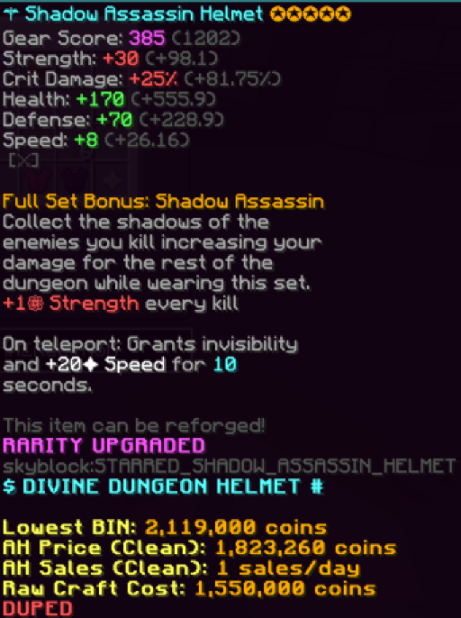 ⚚ Shadow Assassin Helmet ✪✪✪✪✪
Gear Score: 385 (1202)
Strength: +30 (+98.1)
Crit Damage: +25% (+81.75%)
Health: +170 (+555.9)
Defense: +70 (+228.9)
Speed: +8 (+26.16)
[⚔]
Full Set Bonus: Shadow Assassin
Collect the shadows of the
enemies you kill increasing your
damage for the rest of the
dungeon while wearing this set.
+1❁ Strength every kill
On teleport: Grants invisibility
and +20✦ Speed for 10
seconds.
This item can be reforged!
RARITY UPGRADED
skyblock:STARRED_SHADOW_ASSASSIN_HELMET
$ DIVINE DUNGEON HELMET #
Lowest BIN: 2,119,000 coins
AH Price (Clean): 1,823,260 coins
AH Sales (Clean): 1 sales/day
Raw Craft Cost: 1,550,000 coins
DUPED